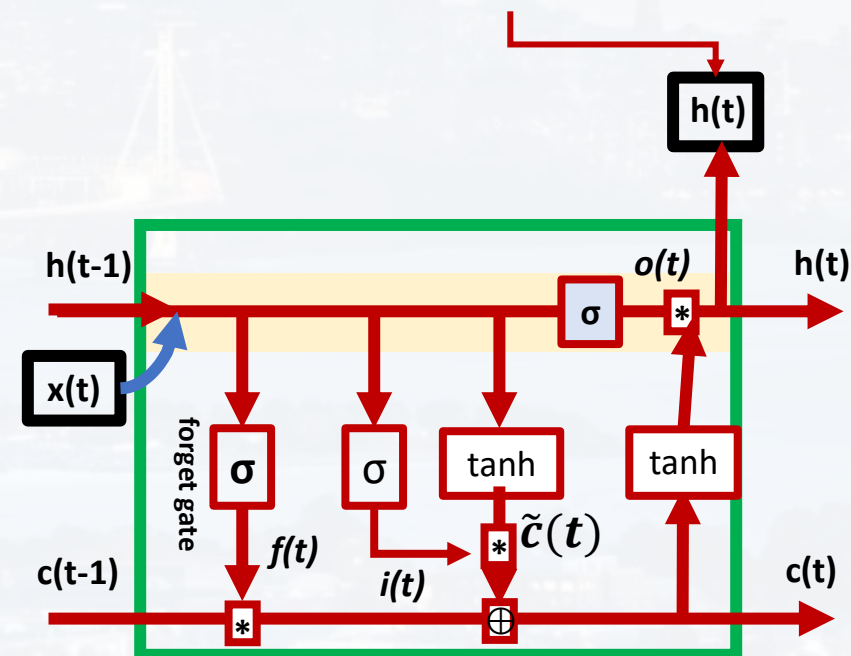 h(t)
h(t-1)
o(t)
h(t)
σ
*
x(t)
forget gate
σ
σ
tanh
tanh
f(t)
i(t)
*
c̃(t)
c(t-1)
c(t)
*
⊕